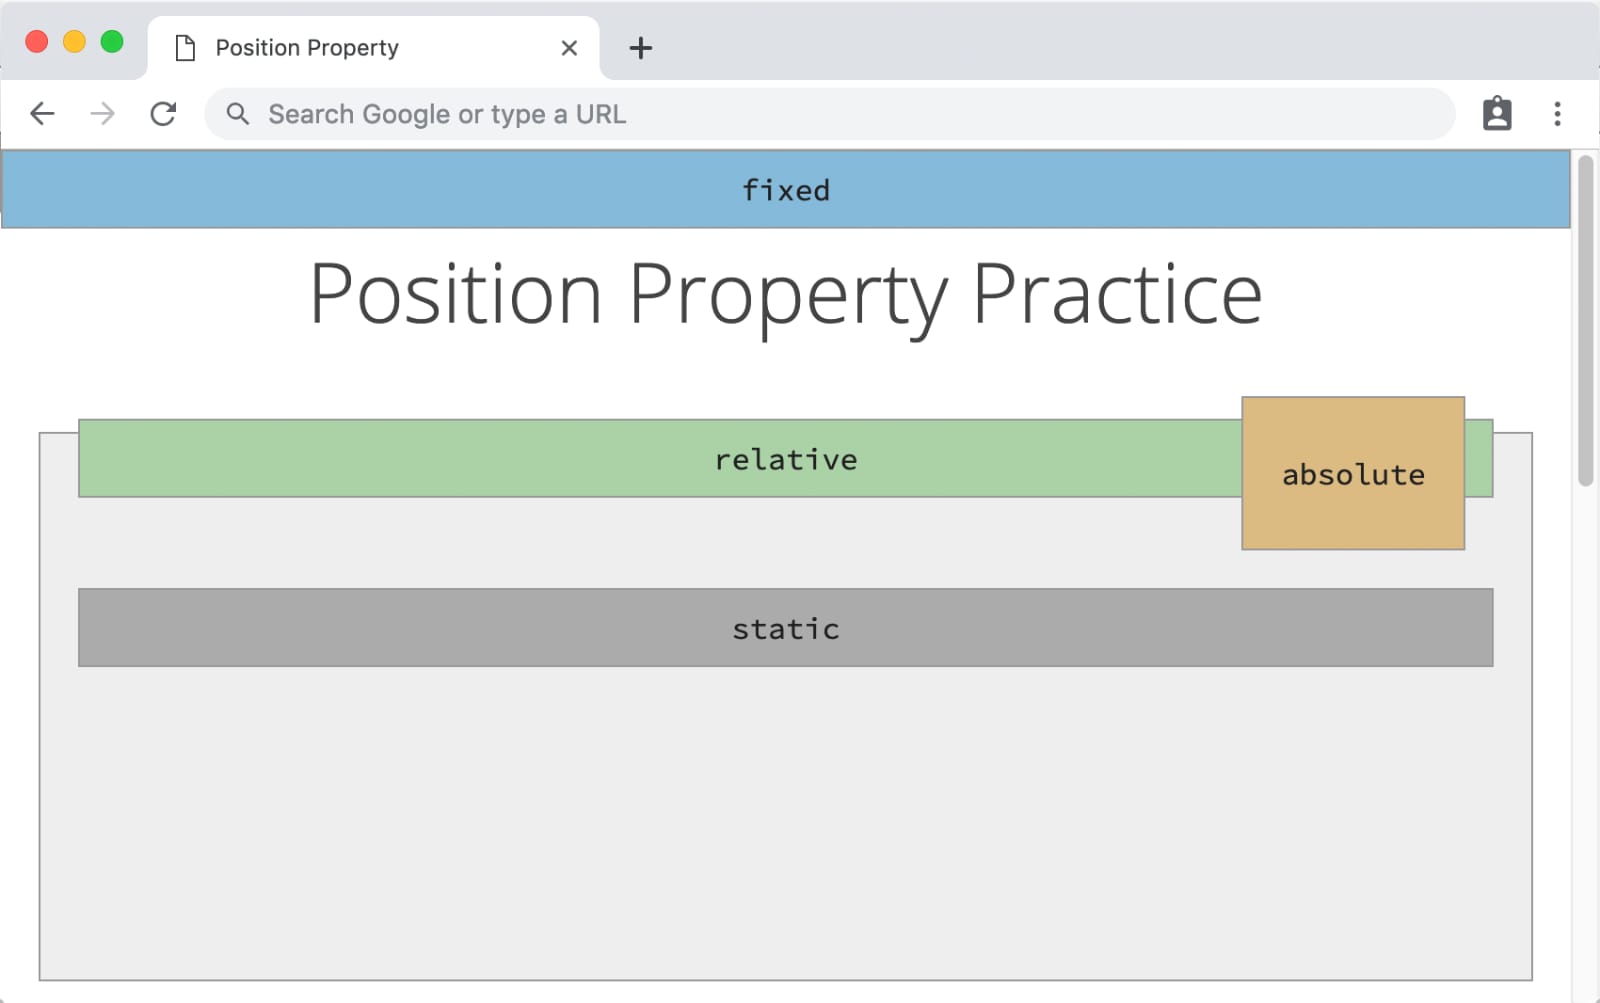 Position Property
Search Google or type a URL
fixed
Position Property Practice
relative
absolute
static